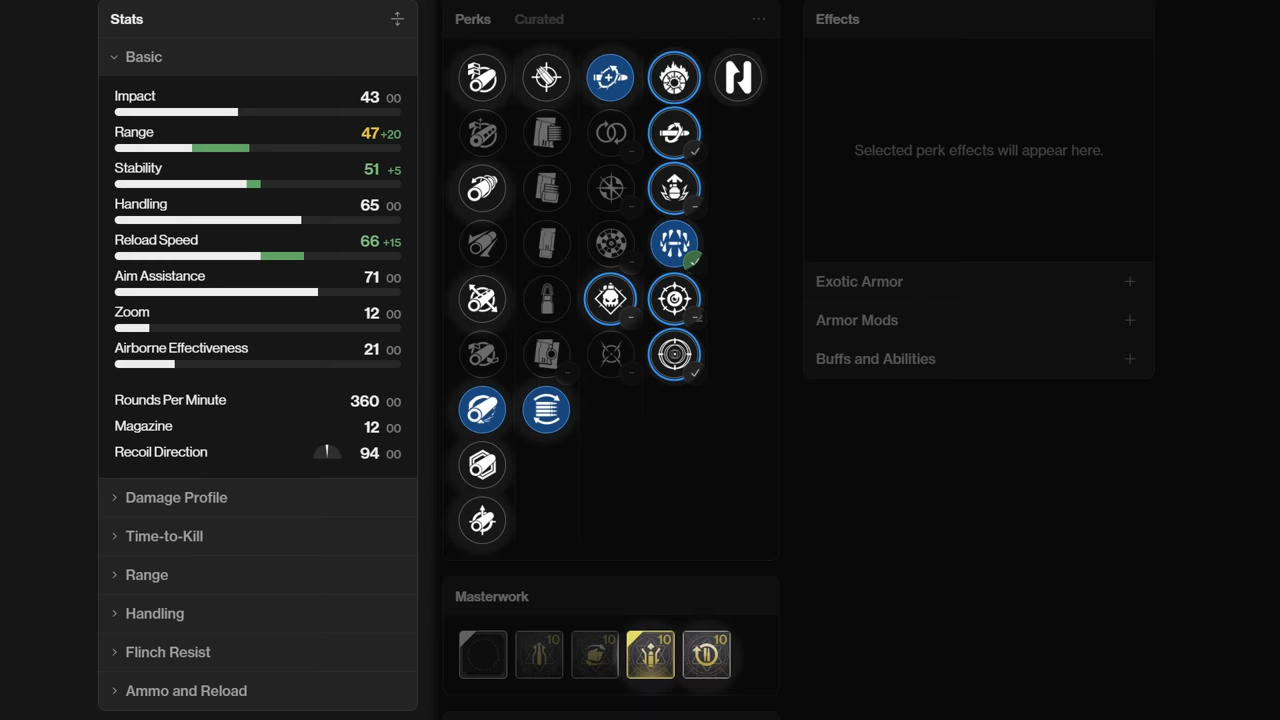 Stats
Basic
Impact 43 00
Range 47 +20
Stability 51 +5
Handling 65 00
Reload Speed 66 +15
Aim Assistance 71 00
Zoom 12 00
Airborne Effectiveness 21 00
Rounds Per Minute 360 00
Magazine 12 00
Recoil Direction 94 00
Damage Profile
Time-to-Kill
Range
Handling
Flinch Resist
Ammo and Reload
Perks Curated
Masterwork
10 10 10 10
Effects
Selected perk effects will appear here.
Exotic Armor
Armor Mods
Buffs and Abilities